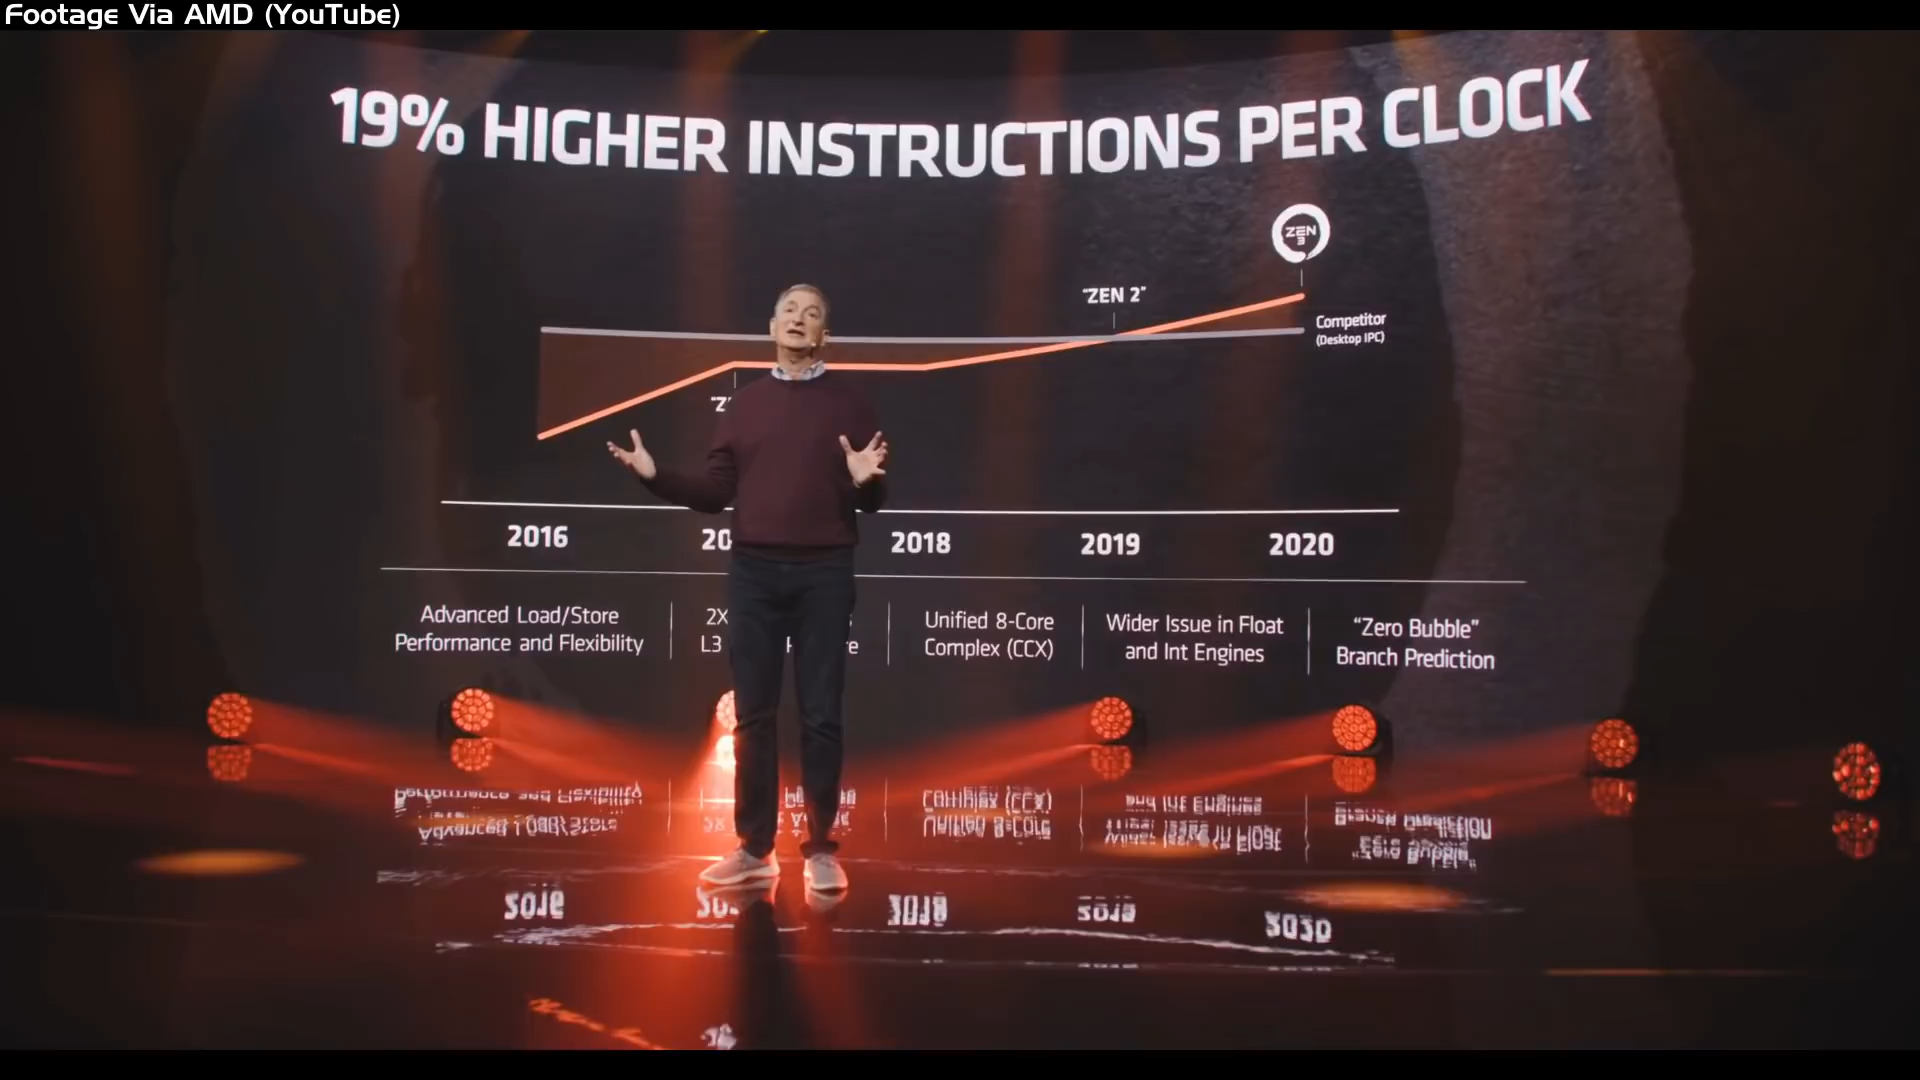 Footage Via AMD (YouTube)
19% HIGHER INSTRUCTIONS PER CLOCK
ZEN
3
"ZEN 2"
Competitor
(Desktop IPC)
2016
2018
2019
2020
Advanced Load/Store
Performance and Flexibility
2X
L3
Unified 8-Core
Complex (CCX)
Wider Issue in Float
and Int Engines
"Zero Bubble"
Branch Prediction